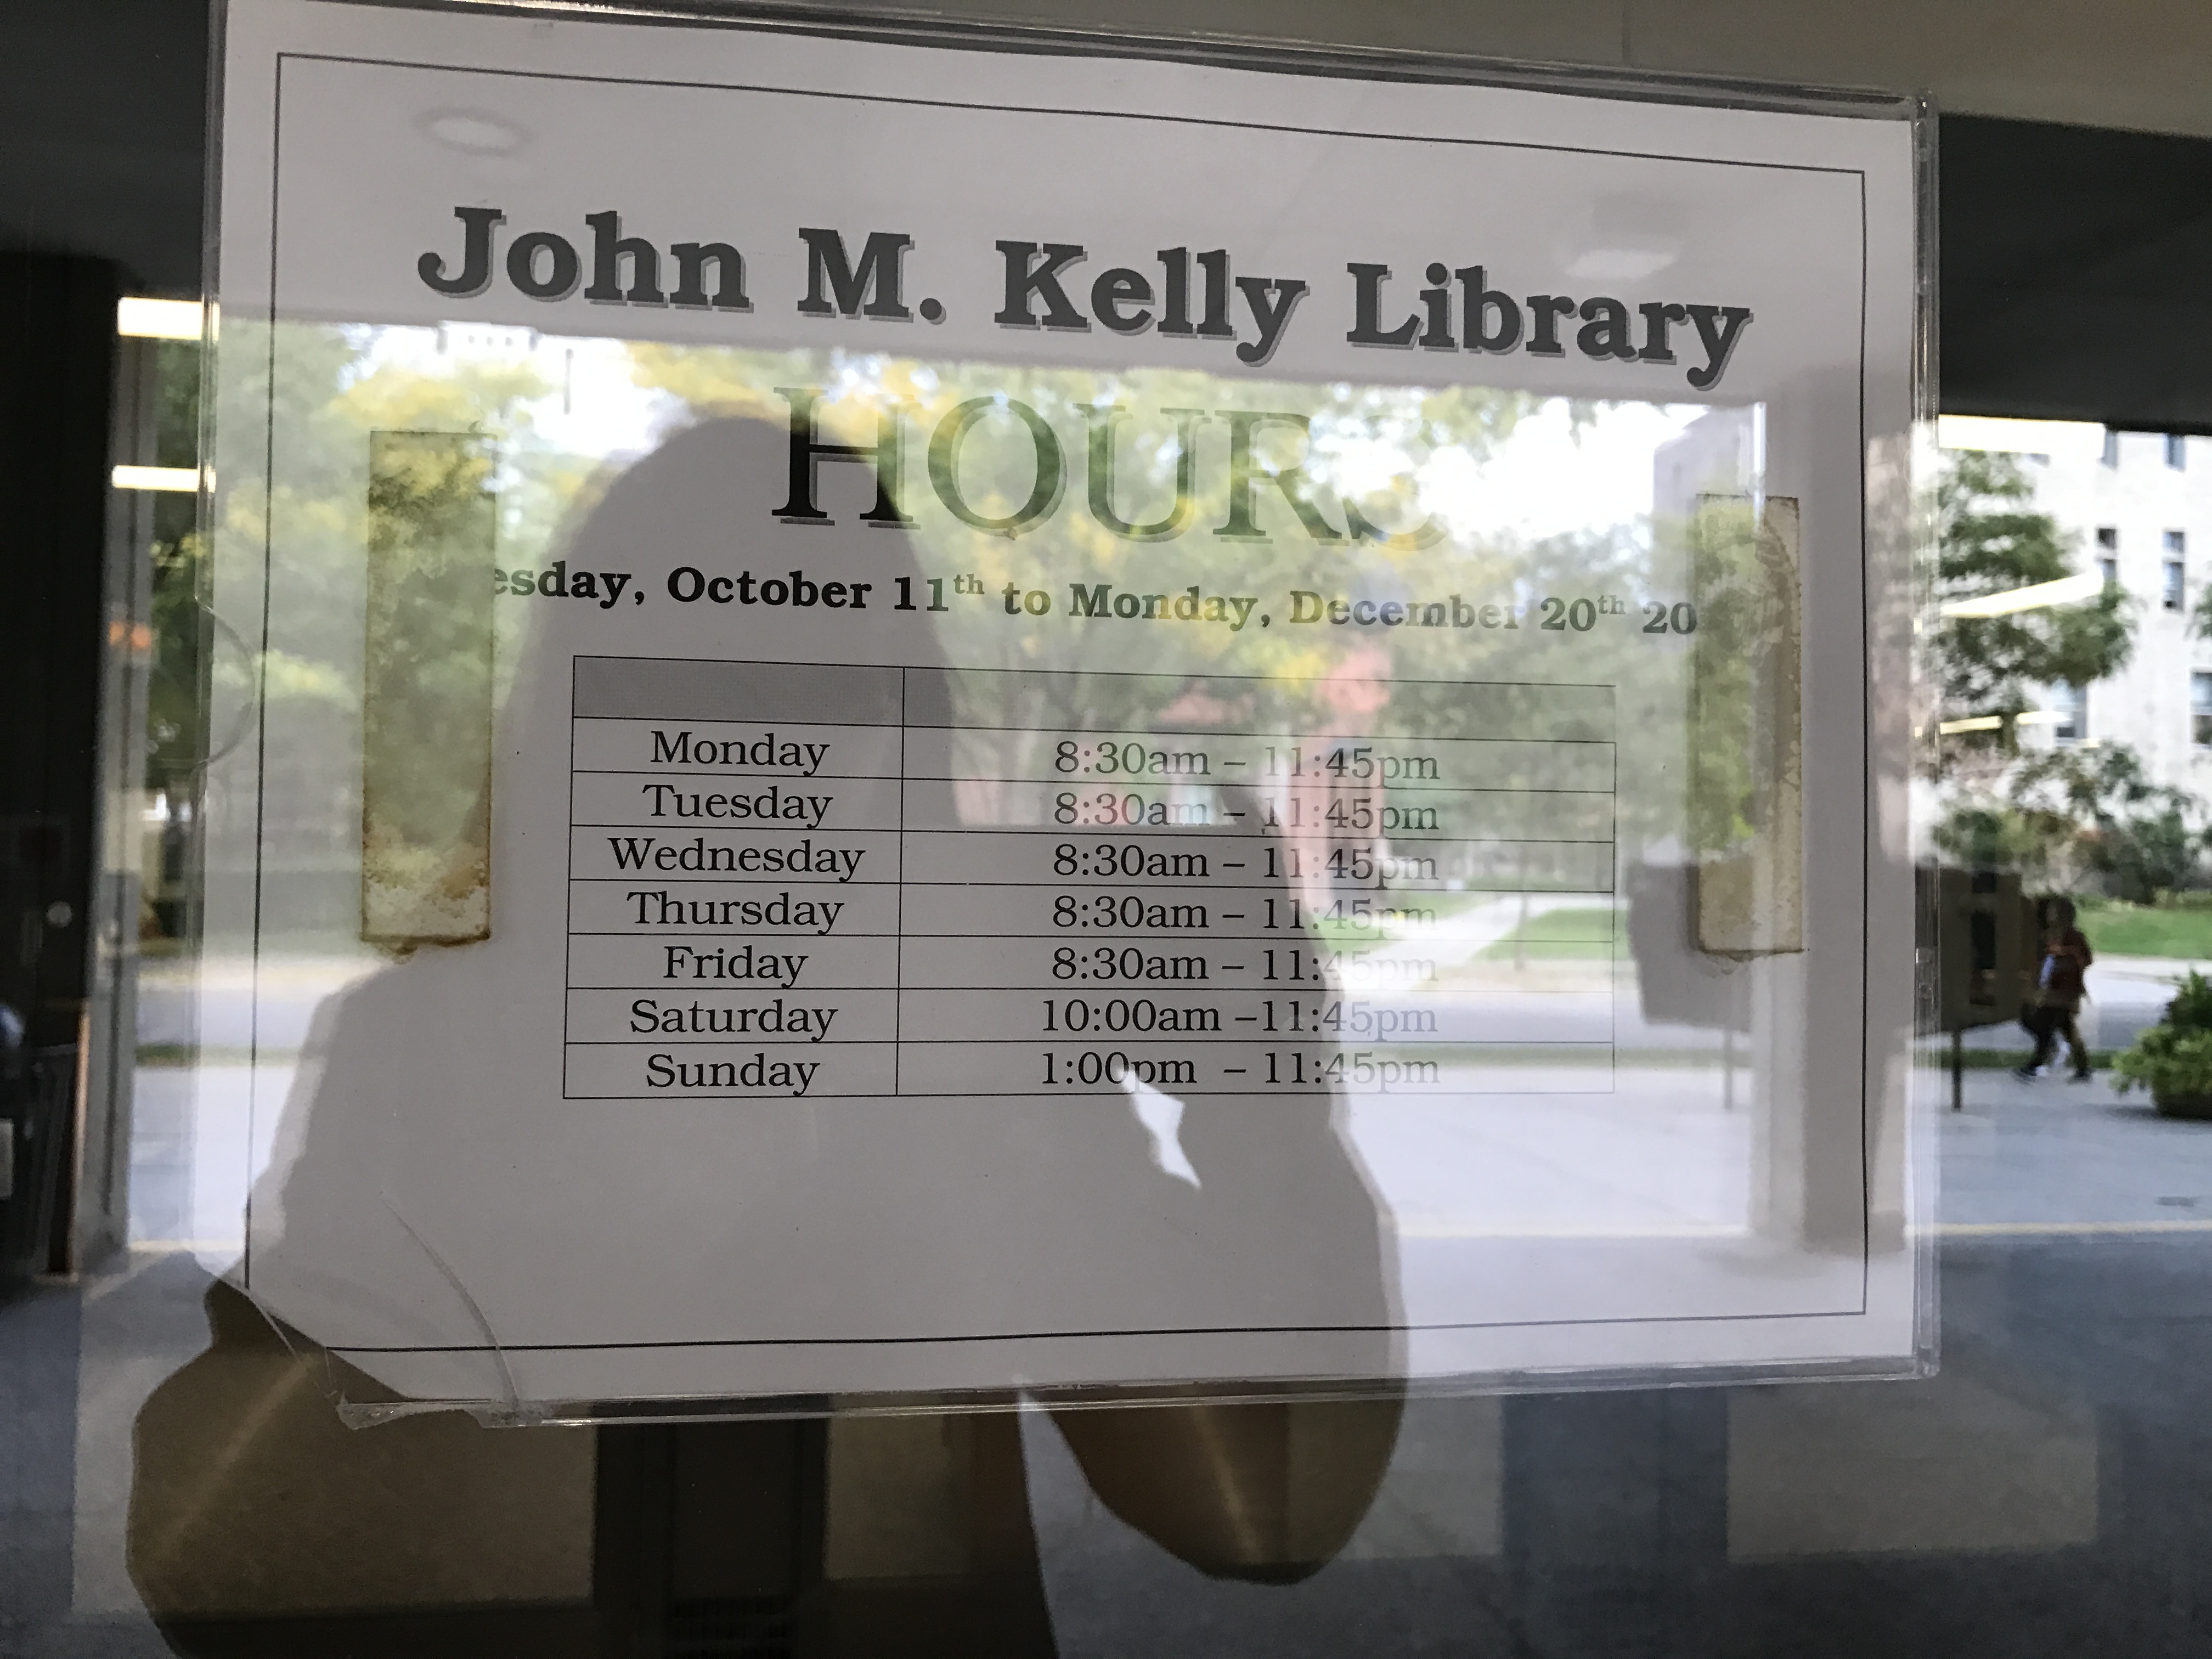 John M. Kelly Library
HOURS
esday, October 11th to Monday, December 20th 20
Monday 8:30am – 11:45pm
Tuesday 8:30am – 11:45pm
Wednesday 8:30am – 11:45pm
Thursday 8:30am – 11:45pm
Friday 8:30am – 11:45pm
Saturday 10:00am –11:45pm
Sunday 1:00pm – 11:45pm